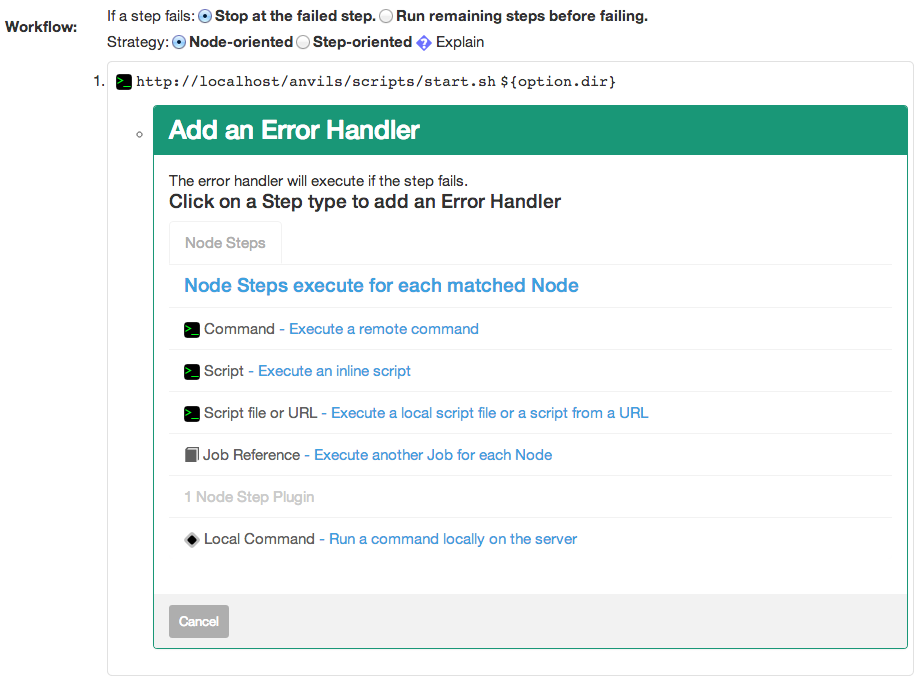 Workflow:
If a step fails: Stop at the failed step. Run remaining steps before failing.
Strategy: Node-oriented Step-oriented ? Explain
1. >_ http://localhost/anvils/scripts/start.sh ${option.dir}
Add an Error Handler
The error handler will execute if the step fails.
Click on a Step type to add an Error Handler
Node Steps
Node Steps execute for each matched Node
>_ Command - Execute a remote command
>_ Script - Execute an inline script
>_ Script file or URL - Execute a local script file or a script from a URL
Job Reference - Execute another Job for each Node
1 Node Step Plugin
Local Command - Run a command locally on the server
Cancel